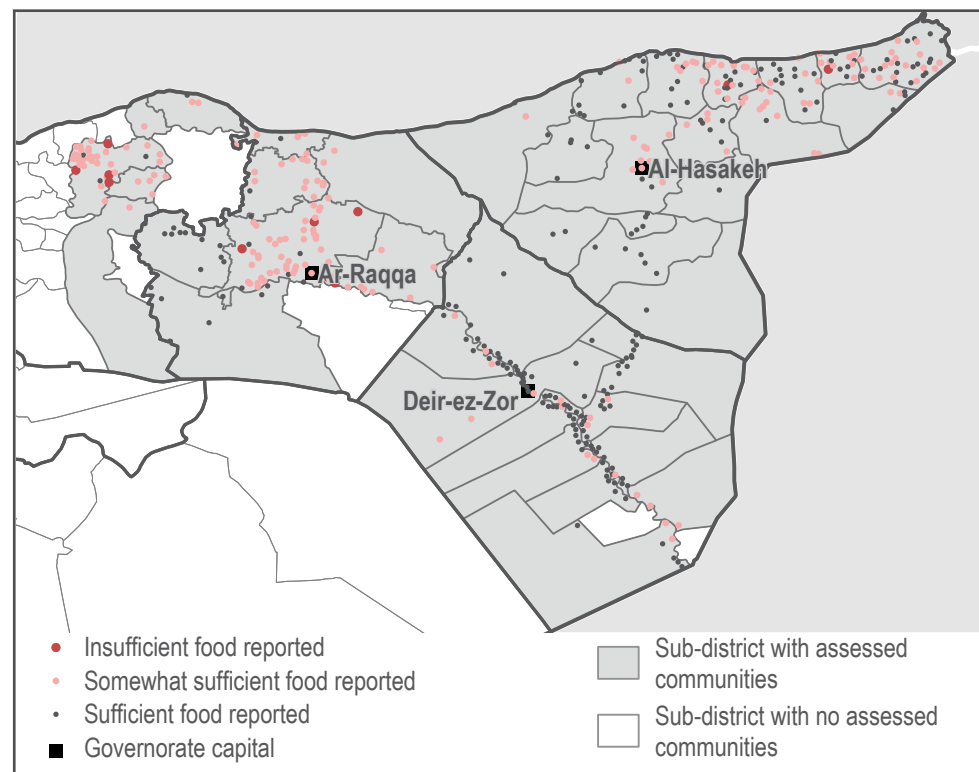 Al-Hasakeh
Ar-Raqqa
Deir-ez-Zor
Insufficient food reported
Somewhat sufficient food reported
Sufficient food reported
Governorate capital
Sub-district with assessed
communities
Sub-district with no assessed
communities